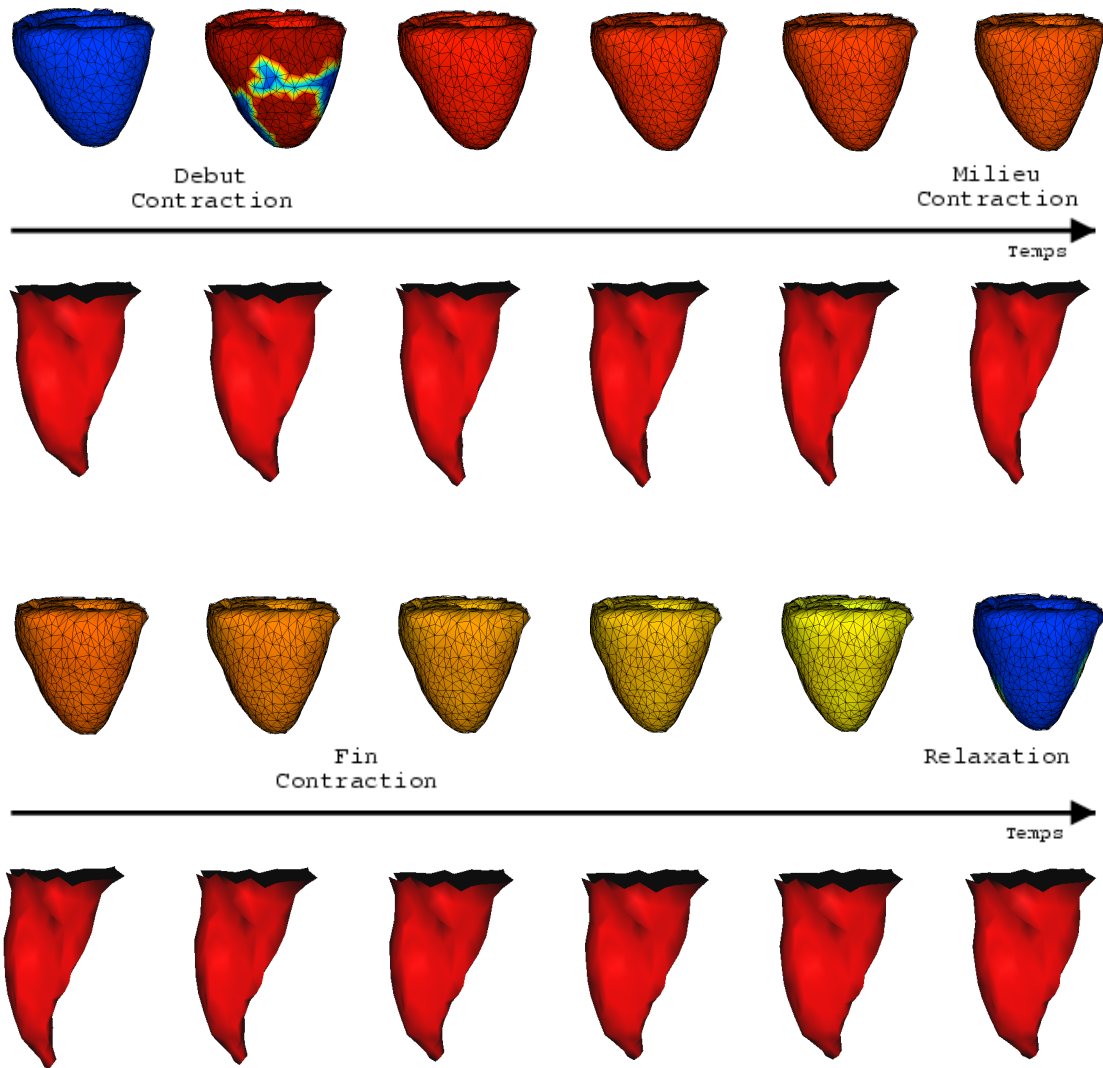 Debut
Contraction
Milieu
Contraction
Temps
Fin
Contraction
Relaxation
Temps